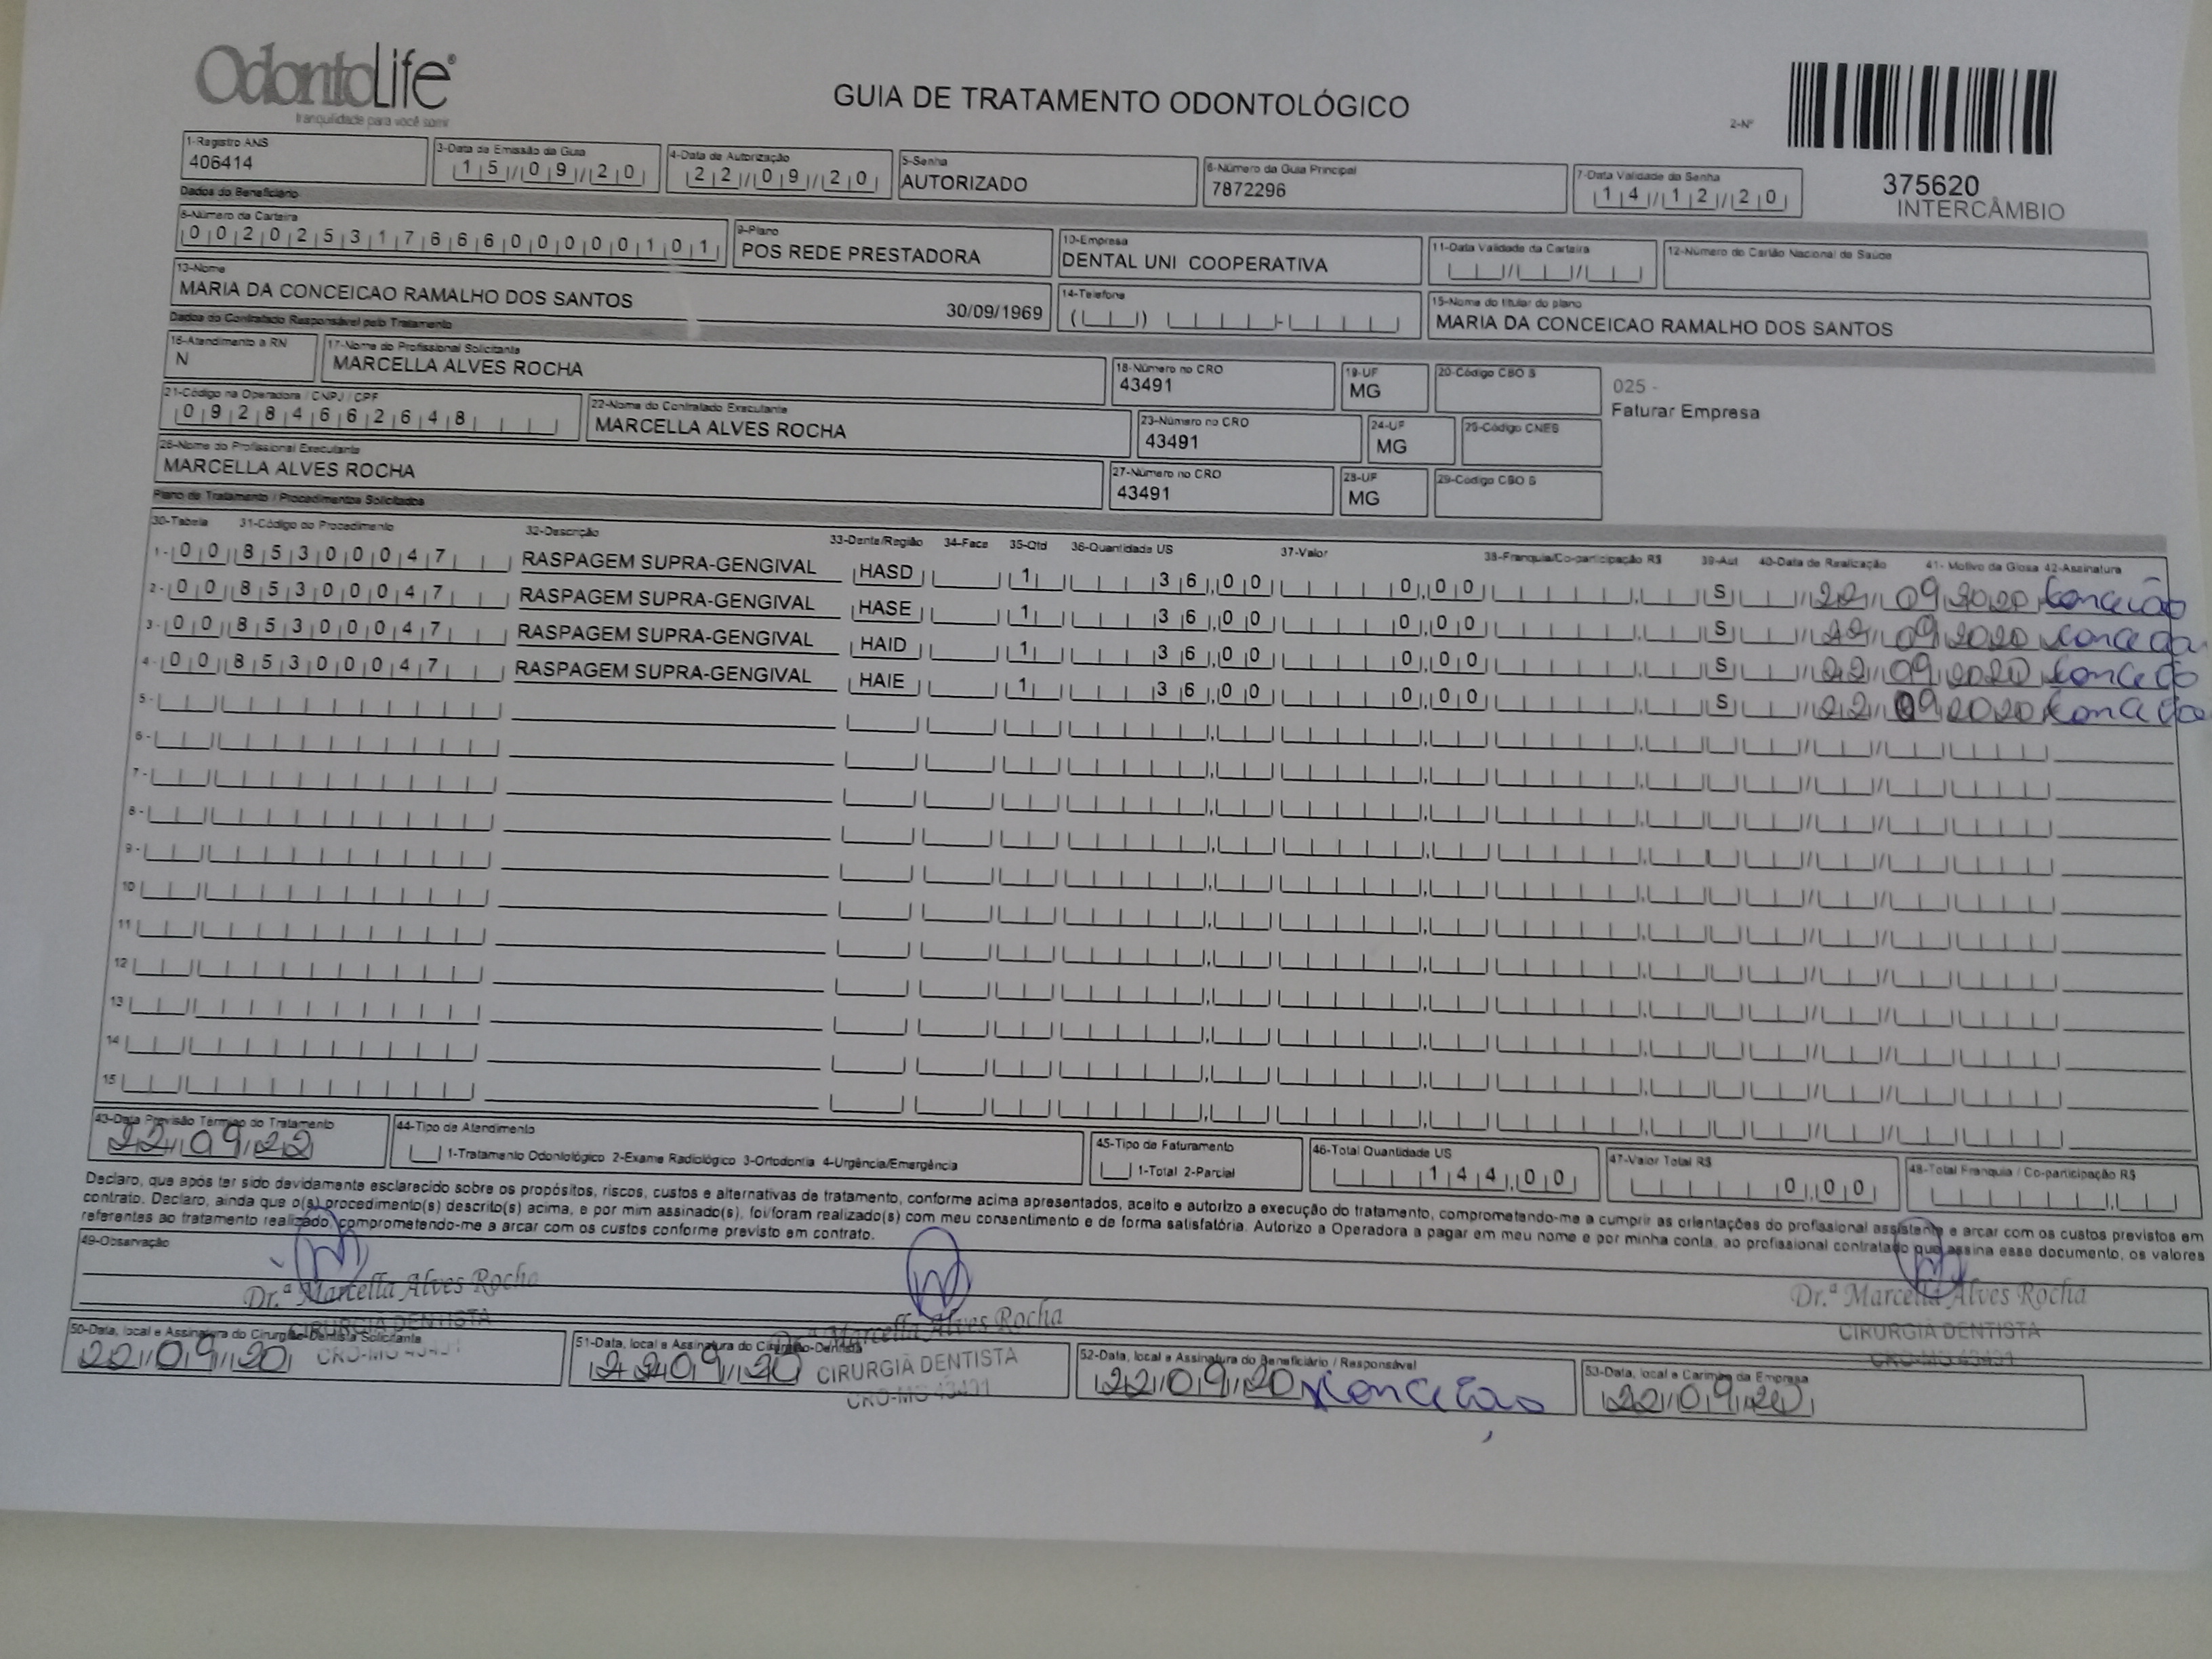 OdontoLife®
tranquilidade para você sorrir
GUIA DE TRATAMENTO ODONTOLÓGICO
2-Nº
375620
INTERCÂMBIO
1-Registro ANS
406414
3-Data de Emissão da Guia
15/09/20
4-Data de Autorização
22/09/20
5-Senha
AUTORIZADO
6-Número da Guia Principal
7872296
7-Data Validade da Senha
14/12/20
Dados do Beneficiário
8-Número da Carteira
00202531766600000101
9-Plano
POS REDE PRESTADORA
10-Empresa
DENTAL UNI COOPERATIVA
11-Data Validade da Carteira
12-Número do Cartão Nacional de Saúde
13-Nome
MARIA DA CONCEICAO RAMALHO DOS SANTOS 30/09/1969
14-Telefone
15-Nome do titular do plano
MARIA DA CONCEICAO RAMALHO DOS SANTOS
Dados do Contratado Responsável pelo Tratamento
16-Atendimento a RN
N
17-Nome do Profissional Solicitante
MARCELLA ALVES ROCHA
18-Número no CRO
43491
19-UF
MG
20-Código CBO S
025 -
Faturar Empresa
21-Código na Operadora / CNPJ / CPF
09284662648
22-Nome do Contratado Executante
MARCELLA ALVES ROCHA
23-Número no CRO
43491
24-UF
MG
25-Código CNES
26-Nome do Profissional Executante
MARCELLA ALVES ROCHA
27-Número no CRO
43491
28-UF
MG
29-Código CBO S
Plano de Tratamento / Procedimentos Solicitados
30-Tabela 31-Código do Procedimento 32-Descrição 33-Dente/Região 34-Face 35-Qtd 36-Quantidade US 37-Valor 38-Franquia/Co-participação R$ 39-Aut 40-Data de Realização 41- Motivo da Glosa 42-Assinatura
1- 00 85300047 RASPAGEM SUPRA-GENGIVAL HASD 1 36,00 0,00 S 22/09/2020 Conceição
2- 00 85300047 RASPAGEM SUPRA-GENGIVAL HASE 1 36,00 0,00 S 22/09/2020
3- 00 85300047 RASPAGEM SUPRA-GENGIVAL HAID 1 36,00 0,00 S 22/09/2020
4- 00 85300047 RASPAGEM SUPRA-GENGIVAL HAIE 1 36,00 0,00 S 22/09/2020
5-
6-
7-
8-
9-
10
11
12
13
14
15
43-Data Previsão Término do Tratamento
22/09/22
44-Tipo de Atendimento
1-Tratamento Odontológico 2-Exame Radiológico 3-Ortodontia 4-Urgência/Emergência
45-Tipo de Faturamento
1-Total 2-Parcial
46-Total Quantidade US
144,00
47-Valor Total R$
0,00
48-Total Franquia / Co-participação R$
Declaro, que após ter sido devidamente esclarecido sobre os propósitos, riscos, custos e alternativas de tratamento, conforme acima apresentados, aceito e autorizo a execução do tratamento, comprometendo-me a cumprir as orientações do profissional assistente e arcar com os custos previstos em
contrato. Declaro, ainda que o(s) procedimento(s) descrito(s) acima, e por mim assinado(s), foi/foram realizado(s) com meu consentimento e de forma satisfatória. Autorizo a Operadora a pagar em meu nome e por minha conta, ao profissional contratado que assina esse documento, os valores
referentes ao tratamento realizado, comprometendo-me a arcar com os custos conforme previsto em contrato.
49-Observação
Dr.ª Marcella Alves Rocha
CIRURGIÃ DENTISTA
CRO-MG 43491
Dr.ª Marcella Alves Rocha
CIRURGIÃ DENTISTA
CRO-MG 43491
Dr.ª Marcella Alves Rocha
CIRURGIÃ DENTISTA
CRO-MG 43491
50-Data, local e Assinatura do Cirurgião-Dentista Solicitante
22/09/20
51-Data, local e Assinatura do Cirurgião-Dentista
22/09/20
52-Data, local e Assinatura do Beneficiário / Responsável
22/09/20 Conceição
53-Data, local e Carimbo da Empresa
22/09/20